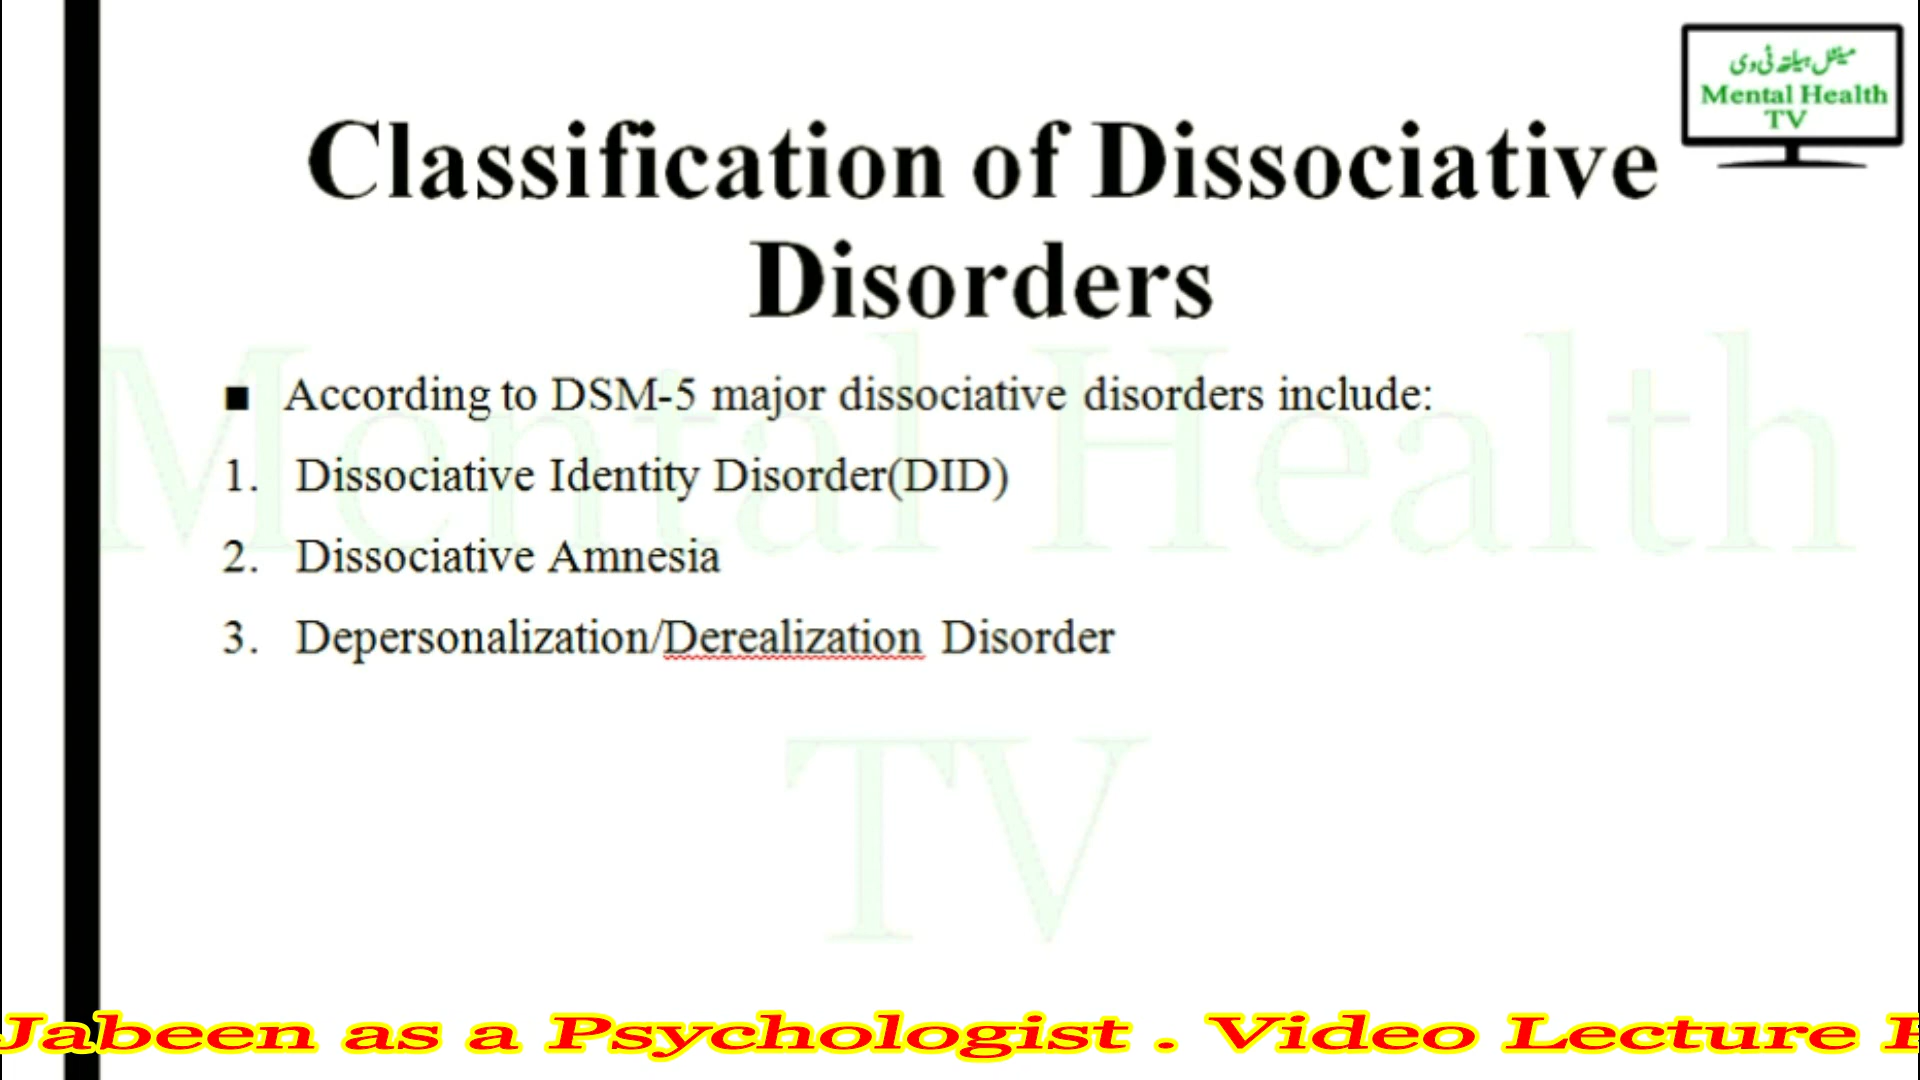 مینٹل ہیلتھ ٹی وی
Mental Health
TV
Classification of Dissociative
Disorders
■ According to DSM-5 major dissociative disorders include:
1. Dissociative Identity Disorder(DID)
2. Dissociative Amnesia
3. Depersonalization/Derealization Disorder
Mental Health
TV
Jabeen as a Psychologist . Video Lecture